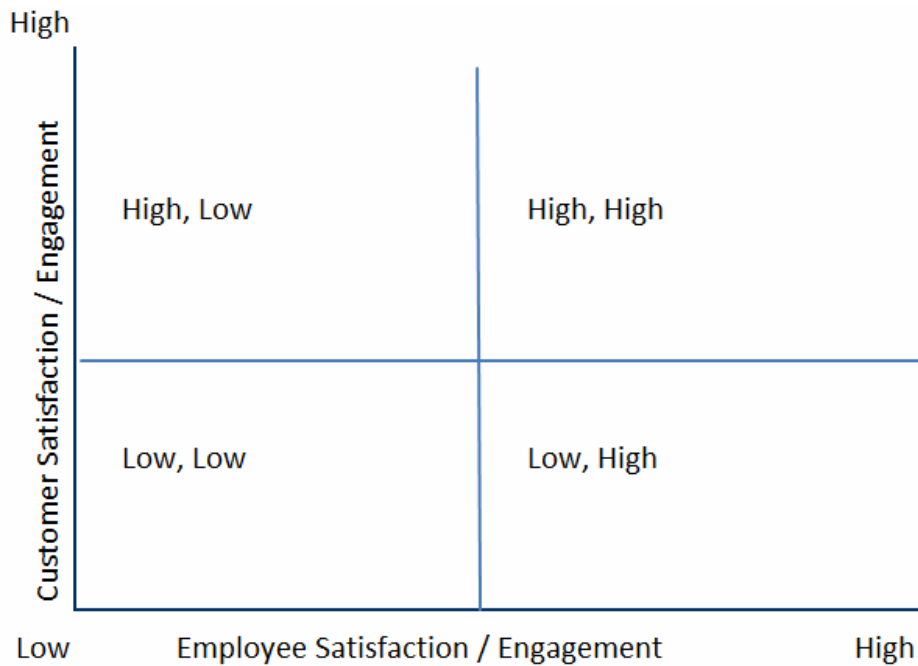 High
Customer Satisfaction / Engagement
High, Low
High, High
Low, Low
Low, High
Low
Employee Satisfaction / Engagement
High